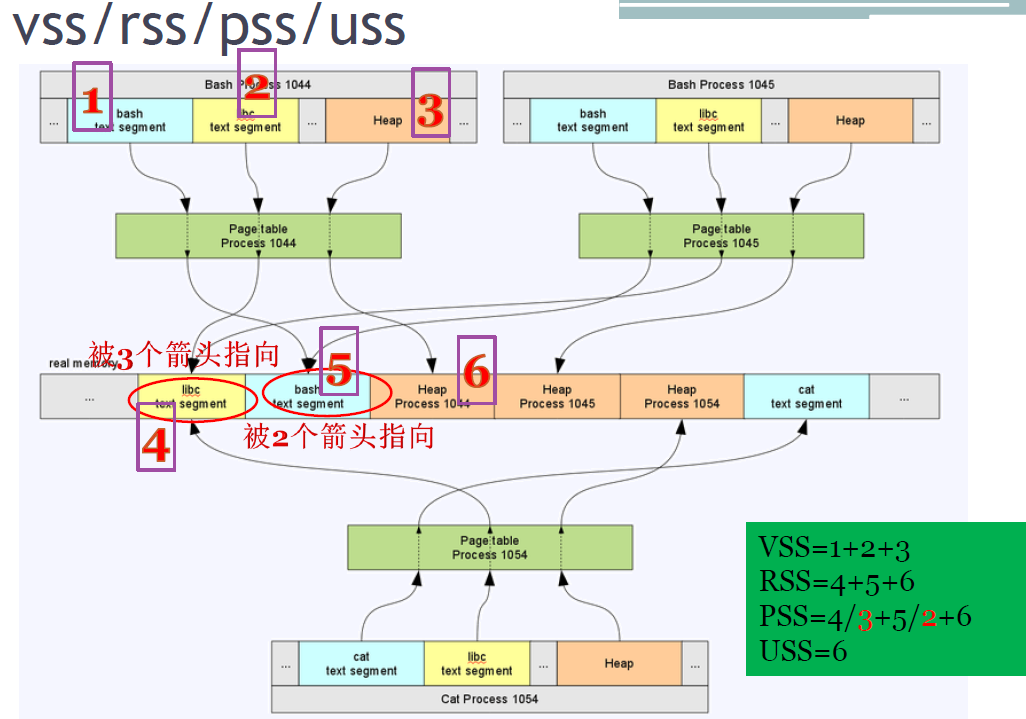 vss/rss/pss/uss
Bash Process 1044
Bash Process 1045
1
2
3
...
bash
text segment
libc
text segment
...
Heap
...
...
bash
text segment
libc
text segment
...
Heap
...
Page table
Process 1044
Page table
Process 1045
被3个箭头指向
real memory
5
6
...
libc
text segment
bash
text segment
Heap
Process 1044
Heap
Process 1045
Heap
Process 1054
cat
text segment
...
4
被2个箭头指向
Page table
Process 1054
VSS=1+2+3
RSS=4+5+6
PSS=4/3+5/2+6
USS=6
...
cat
text segment
libc
text segment
...
Heap
...
Cat Process 1054